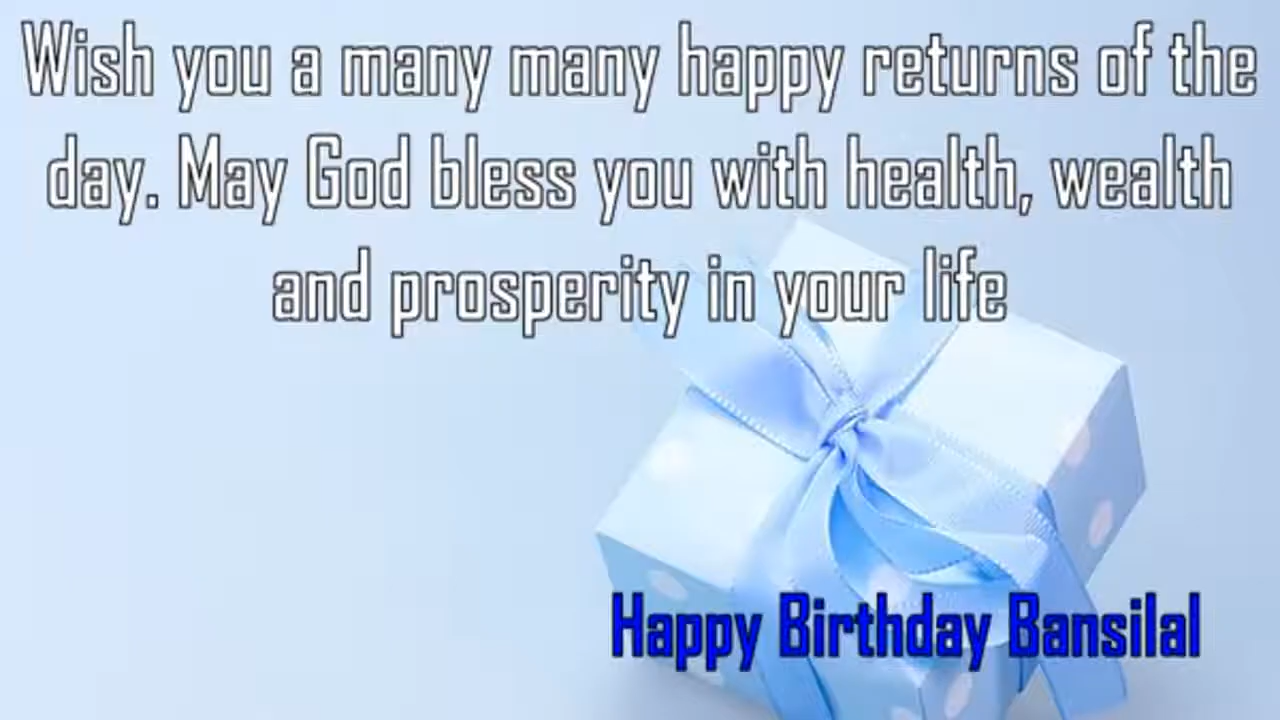 Wish you a many many happy returns of the
day. May God bless you with health, wealth
and prosperity in your life
Happy Birthday Bansilal